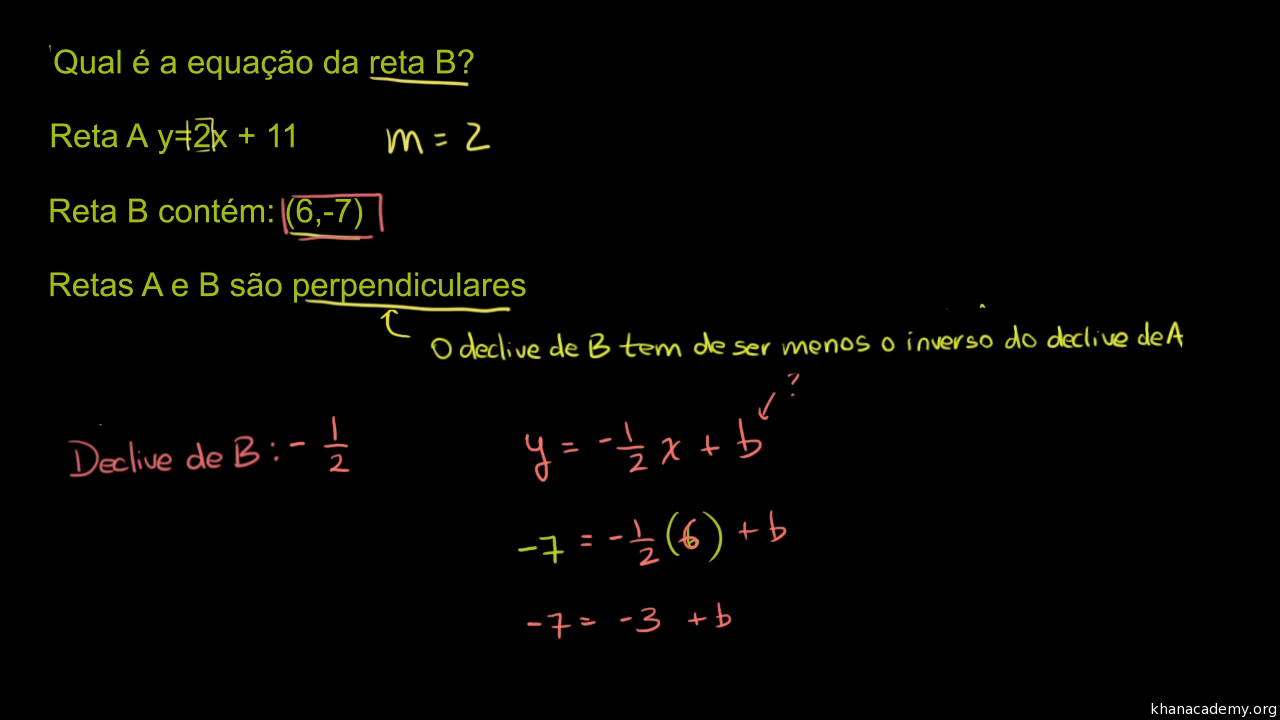 Qual é a equação da reta B?
Reta A y=2x + 11 m = 2
Reta B contém: (6,-7)
Retas A e B são perpendiculares
O declive de B tem de ser menos o inverso do declive de A
?
Declive de B: - 1/2 y = -1/2 x + b
-7 = -1/2 (6) + b
-7 = -3 + b
khanacademy.org